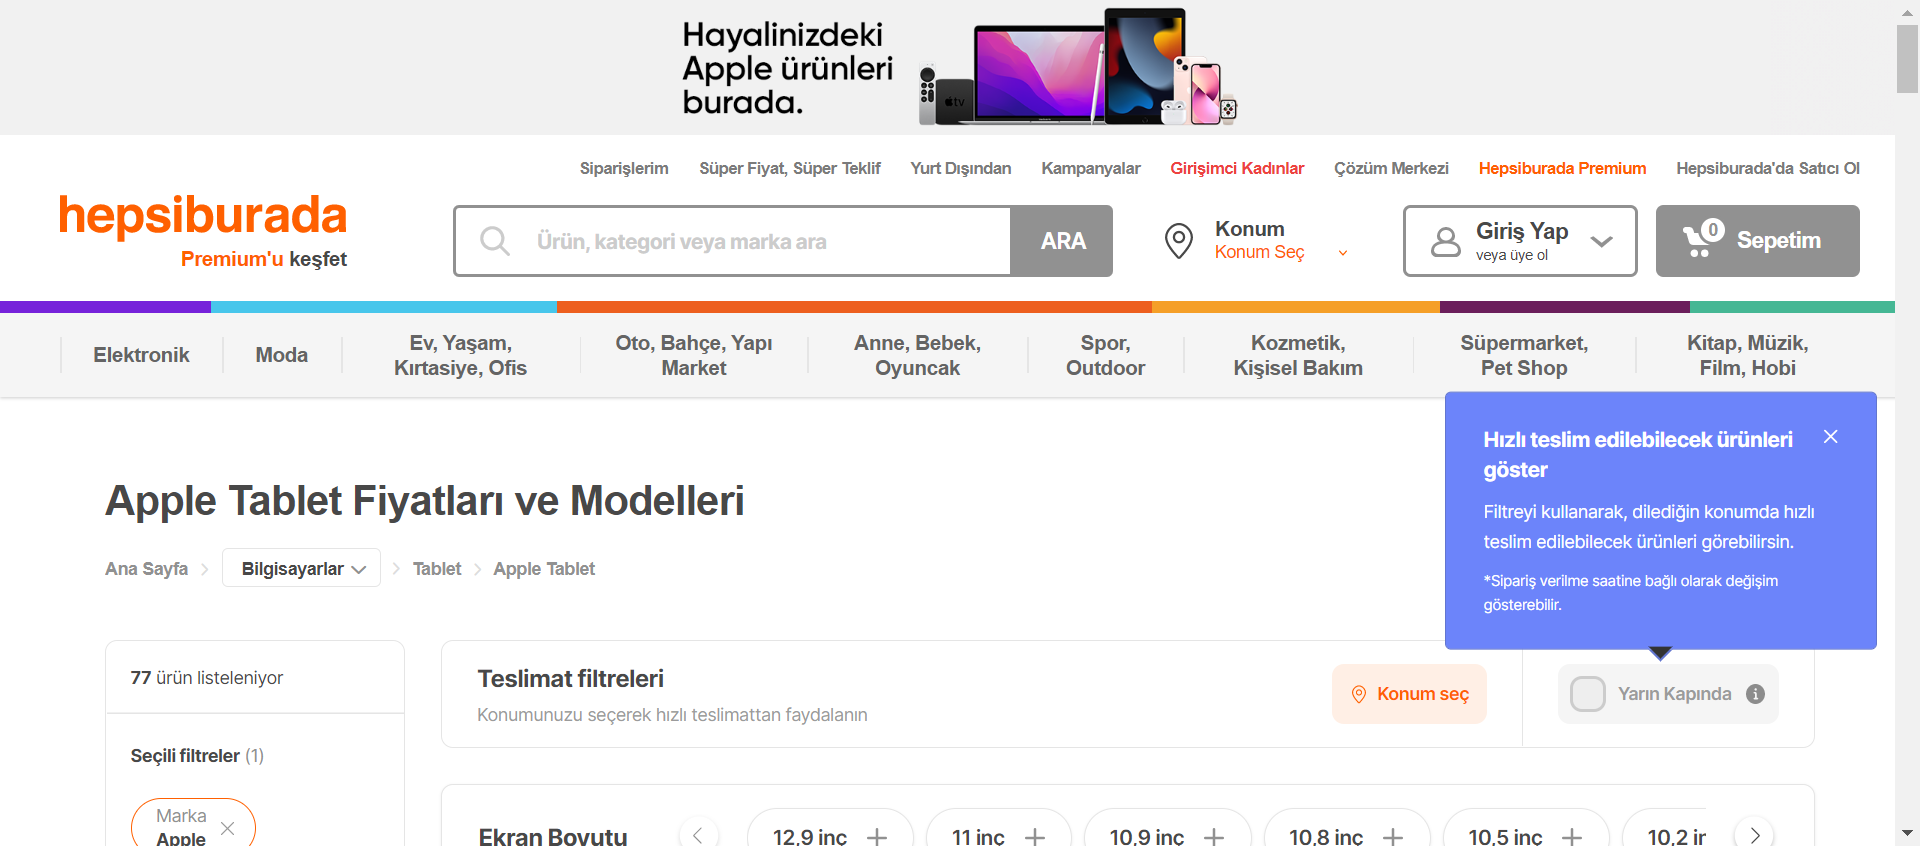 Hayalinizdeki
Apple ürünleri
burada.
tv
Siparişlerim Süper Fiyat, Süper Teklif Yurt Dışından Kampanyalar Girişimci Kadınlar Çözüm Merkezi Hepsiburada Premium Hepsiburada'da Satıcı Ol
hepsiburada
Premium'u keşfet
Ürün, kategori veya marka ara
ARA
Konum
Konum Seç
Giriş Yap
veya üye ol
0 Sepetim
Elektronik
Moda
Ev, Yaşam,
Kırtasiye, Ofis
Oto, Bahçe, Yapı
Market
Anne, Bebek,
Oyuncak
Spor,
Outdoor
Kozmetik,
Kişisel Bakım
Süpermarket,
Pet Shop
Kitap, Müzik,
Film, Hobi
Hızlı teslim edilebilecek ürünleri
göster
Filtreyi kullanarak, dilediğin konumda hızlı
teslim edilebilecek ürünleri görebilirsin.
*Sipariş verilme saatine bağlı olarak değişim
gösterebilir.
Apple Tablet Fiyatları ve Modelleri
Ana Sayfa Bilgisayarlar Tablet Apple Tablet
77 ürün listeleniyor
Seçili filtreler (1)
Marka
Apple
Teslimat filtreleri
Konumunuzu seçerek hızlı teslimattan faydalanın
Konum seç
Yarın Kapında
Ekran Boyutu
12,9 inç 11 inç 10,9 inç 10,8 inç 10,5 inç 10,2 in